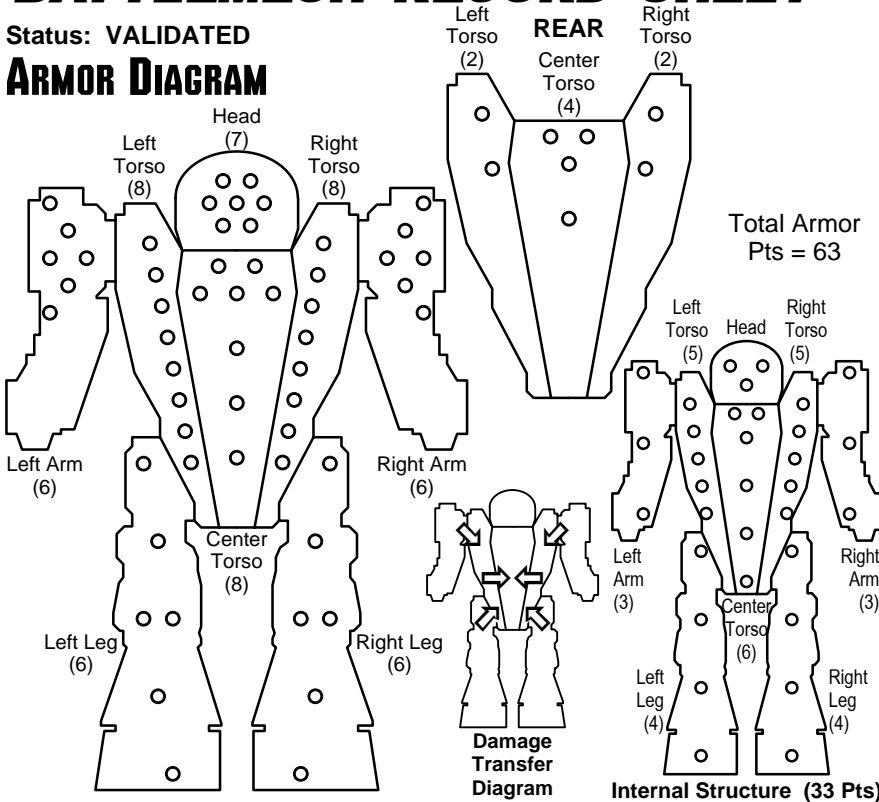 BATTLEMECH RECORD SHEET
Status: VALIDATED
ARMOR DIAGRAM
Head
(7)
Left
Torso
(8)
Right
Torso
(8)
Left Arm
(6)
Right Arm
(6)
Center
Torso
(8)
Left Leg
(6)
Right Leg
(6)
REAR
Left
Torso
(2)
Center
Torso
(4)
Right
Torso
(2)
Total Armor
Pts = 63
Left
Torso
(5)
Head
Right
Torso
(5)
Left
Arm
(3)
Right
Arm
(3)
Center
Torso
(6)
Left
Leg
(4)
Right
Leg
(4)
Damage
Transfer
Diagram
Internal Structure (33 Pts)